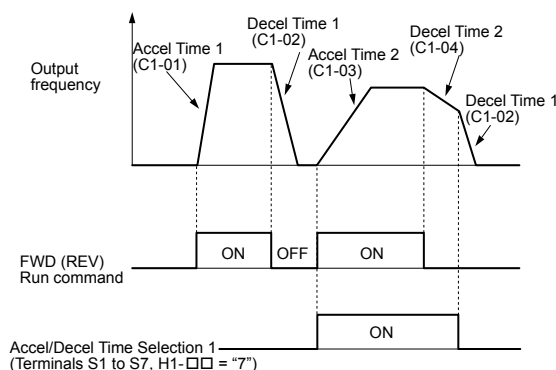 Accel Time 1
(C1-01)
Decel Time 1
(C1-02)
Accel Time 2
(C1-03)
Decel Time 2
(C1-04)
Decel Time 1
(C1-02)
Output
frequency
ON
OFF
ON
FWD (REV)
Run command
ON
Accel/Decel Time Selection 1
(Terminals S1 to S7, H1-□□ = “7”)